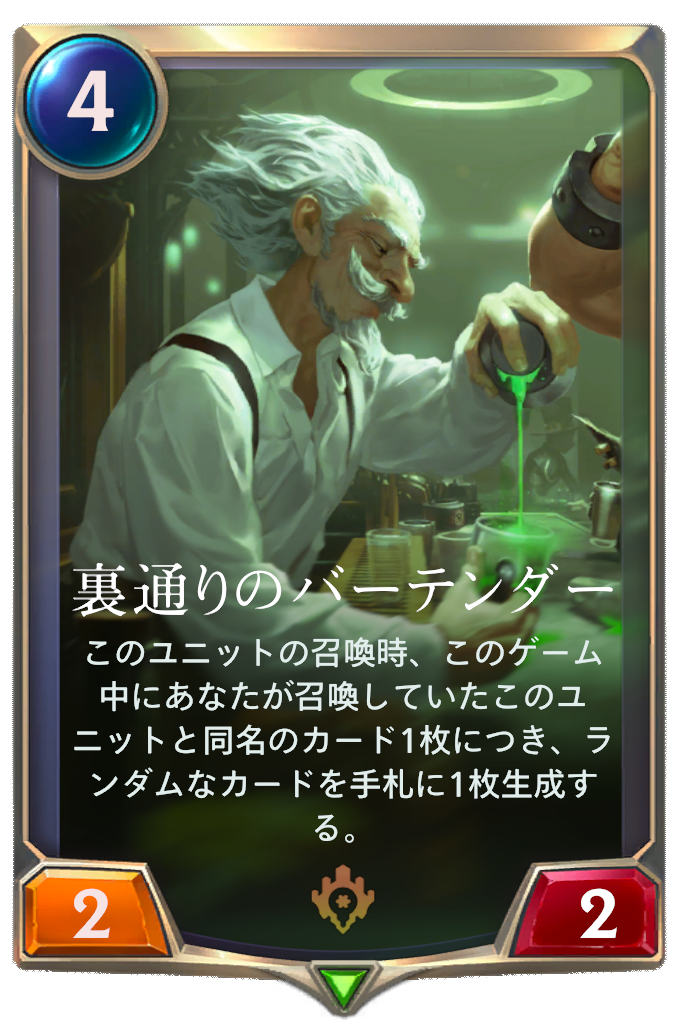 4
裏通りのバーテンダー
このユニットの召喚時、このゲーム
中にあなたが召喚していたこのユ
ニットと同名のカード1枚につき、ラ
ンダムなカードを手札に1枚生成す
る。
2
2